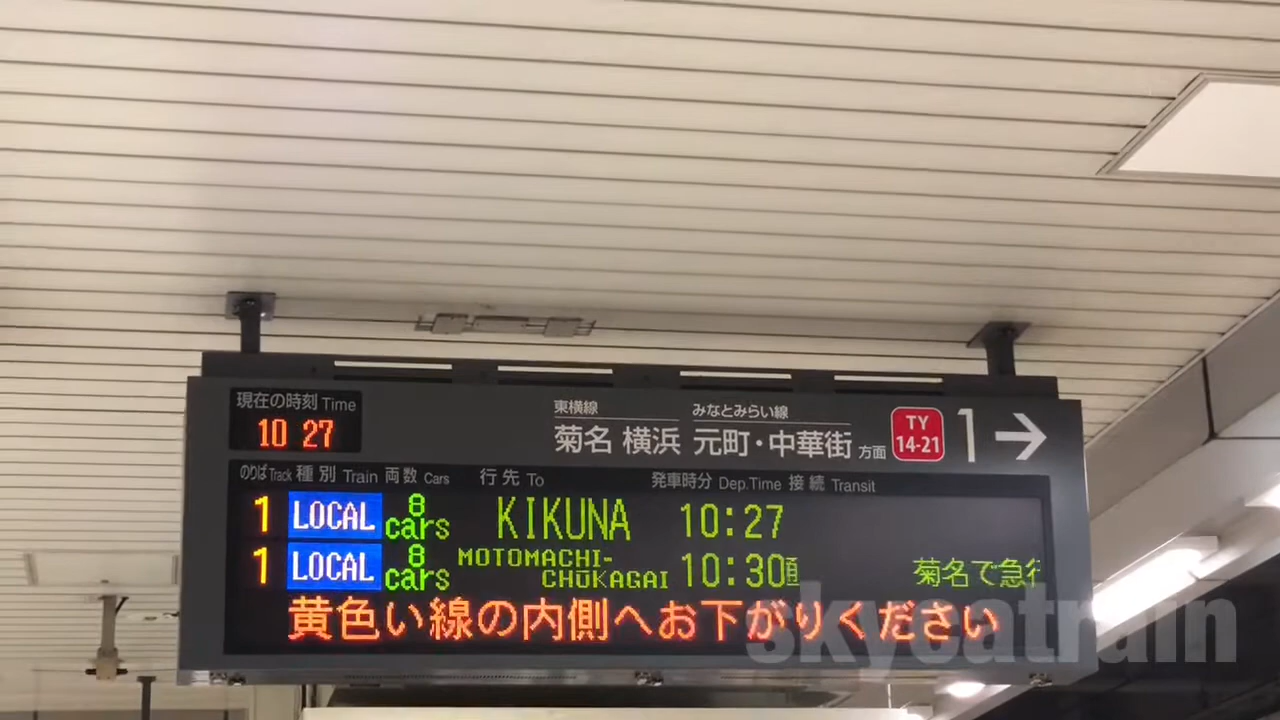 現在の時刻 Time
10 27
東横線 みなとみらい線
菊名 横浜 元町・中華街 方面
TY
14-21
1 →
のりば Track 種別 Train 両数 Cars 行先 To 発車時分 Dep.Time 接続 Transit
1 LOCAL 8 cars KIKUNA 10:27
1 LOCAL 8 cars MOTOMACHI-CHŪKAGAI 10:30頃 菊名で急行
黄色い線の内側へお下がりください
skycatrain